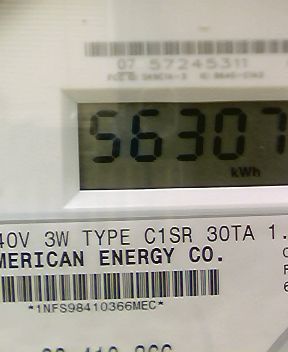 07 57245311
56307
kWh
40V 3W TYPE C1SR 30TA 1.
MERICAN ENERGY CO.
*1NFS98410366MEC*